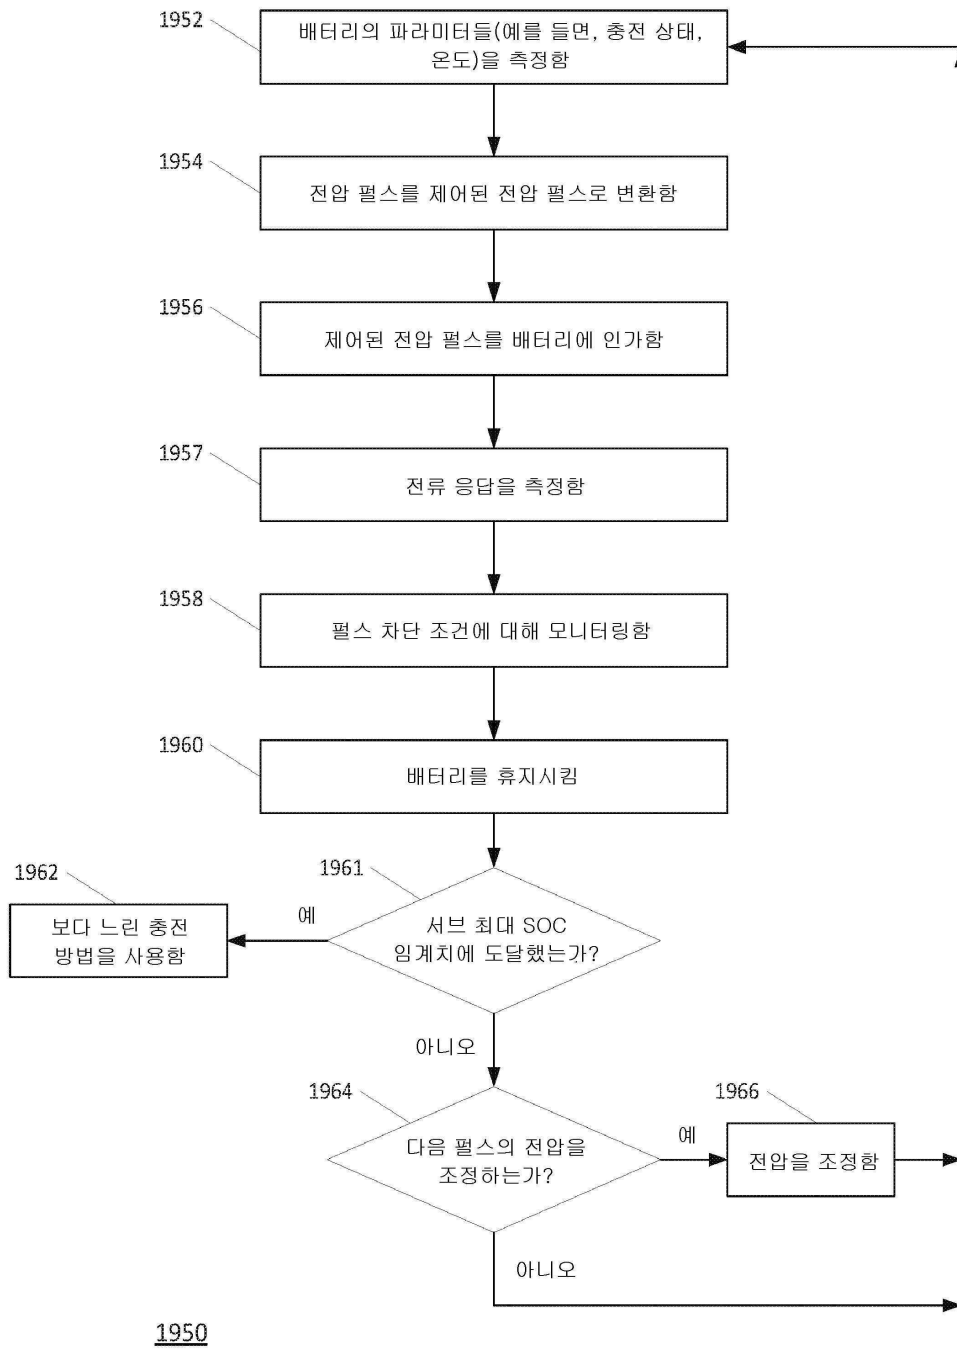 1952
배터리의 파라미터들(예를 들면, 충전 상태,
온도)을 측정함
1954
전압 펄스를 제어된 전압 펄스로 변환함
1956
제어된 전압 펄스를 배터리에 인가함
1957
전류 응답을 측정함
1958
펄스 차단 조건에 대해 모니터링함
1960
배터리를 휴지시킴
1962
보다 느린 충전
방법을 사용함
예
1961
서브 최대 SOC
임계치에 도달했는가?
아니오
1964
다음 펄스의 전압을
조정하는가?
예
1966
전압을 조정함
아니오
1950